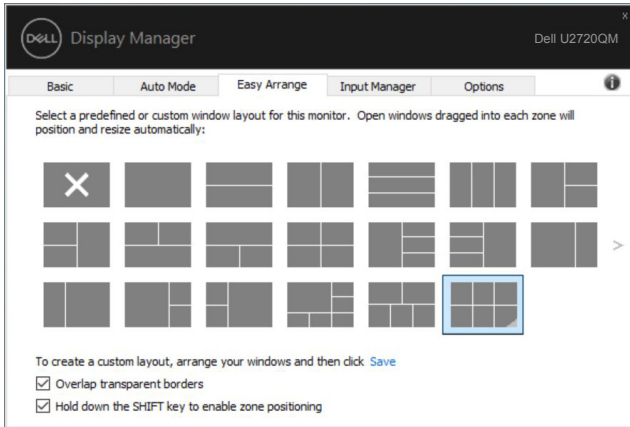 x
DELL Display Manager
Dell U2720QM
Basic Auto Mode Easy Arrange Input Manager Options
Select a predefined or custom window layout for this monitor. Open windows dragged into each zone will
position and resize automatically:
To create a custom layout, arrange your windows and then click Save
Overlap transparent borders
Hold down the SHIFT key to enable zone positioning